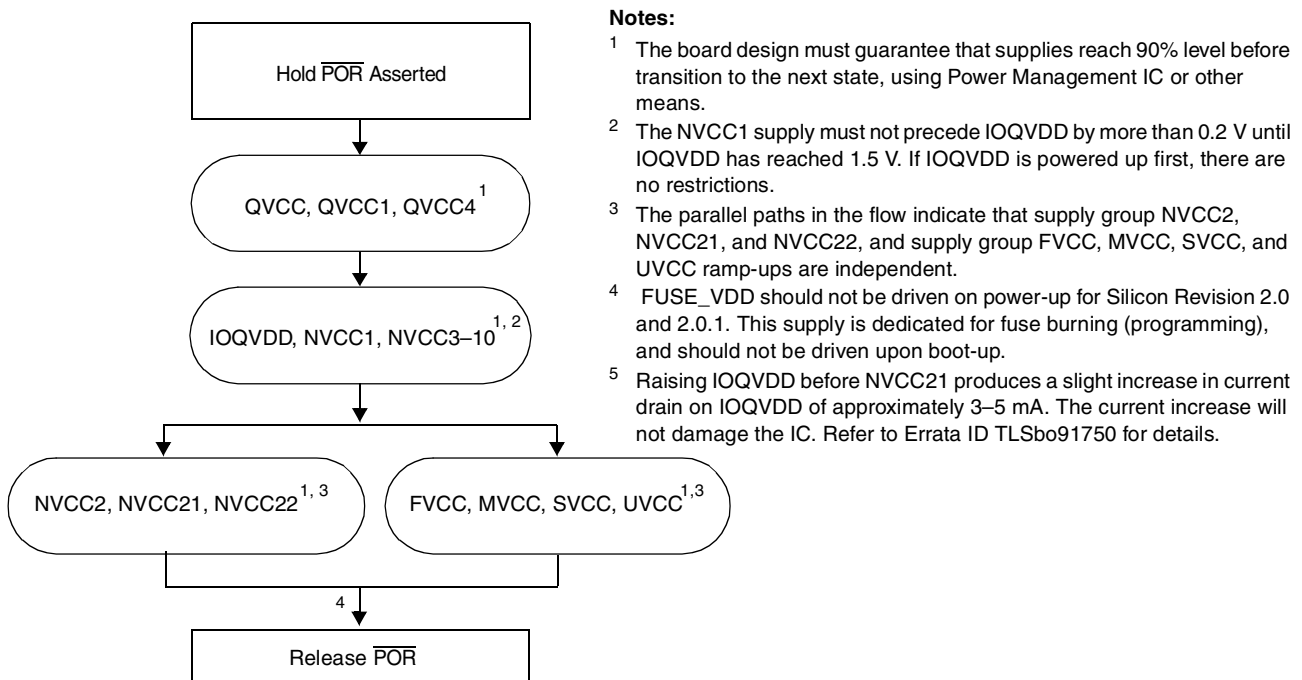 Hold POR Asserted
QVCC, QVCC1, QVCC4 1
IOQVDD, NVCC1, NVCC3–10 1, 2
NVCC2, NVCC21, NVCC22 1, 3
FVCC, MVCC, SVCC, UVCC 1,3
4
Release POR
Notes:
1 The board design must guarantee that supplies reach 90% level before
transition to the next state, using Power Management IC or other
means.
2 The NVCC1 supply must not precede IOQVDD by more than 0.2 V until
IOQVDD has reached 1.5 V. If IOQVDD is powered up first, there are
no restrictions.
3 The parallel paths in the flow indicate that supply group NVCC2,
NVCC21, and NVCC22, and supply group FVCC, MVCC, SVCC, and
UVCC ramp-ups are independent.
4 FUSE_VDD should not be driven on power-up for Silicon Revision 2.0
and 2.0.1. This supply is dedicated for fuse burning (programming),
and should not be driven upon boot-up.
5 Raising IOQVDD before NVCC21 produces a slight increase in current
drain on IOQVDD of approximately 3–5 mA. The current increase will
not damage the IC. Refer to Errata ID TLSbo91750 for details.